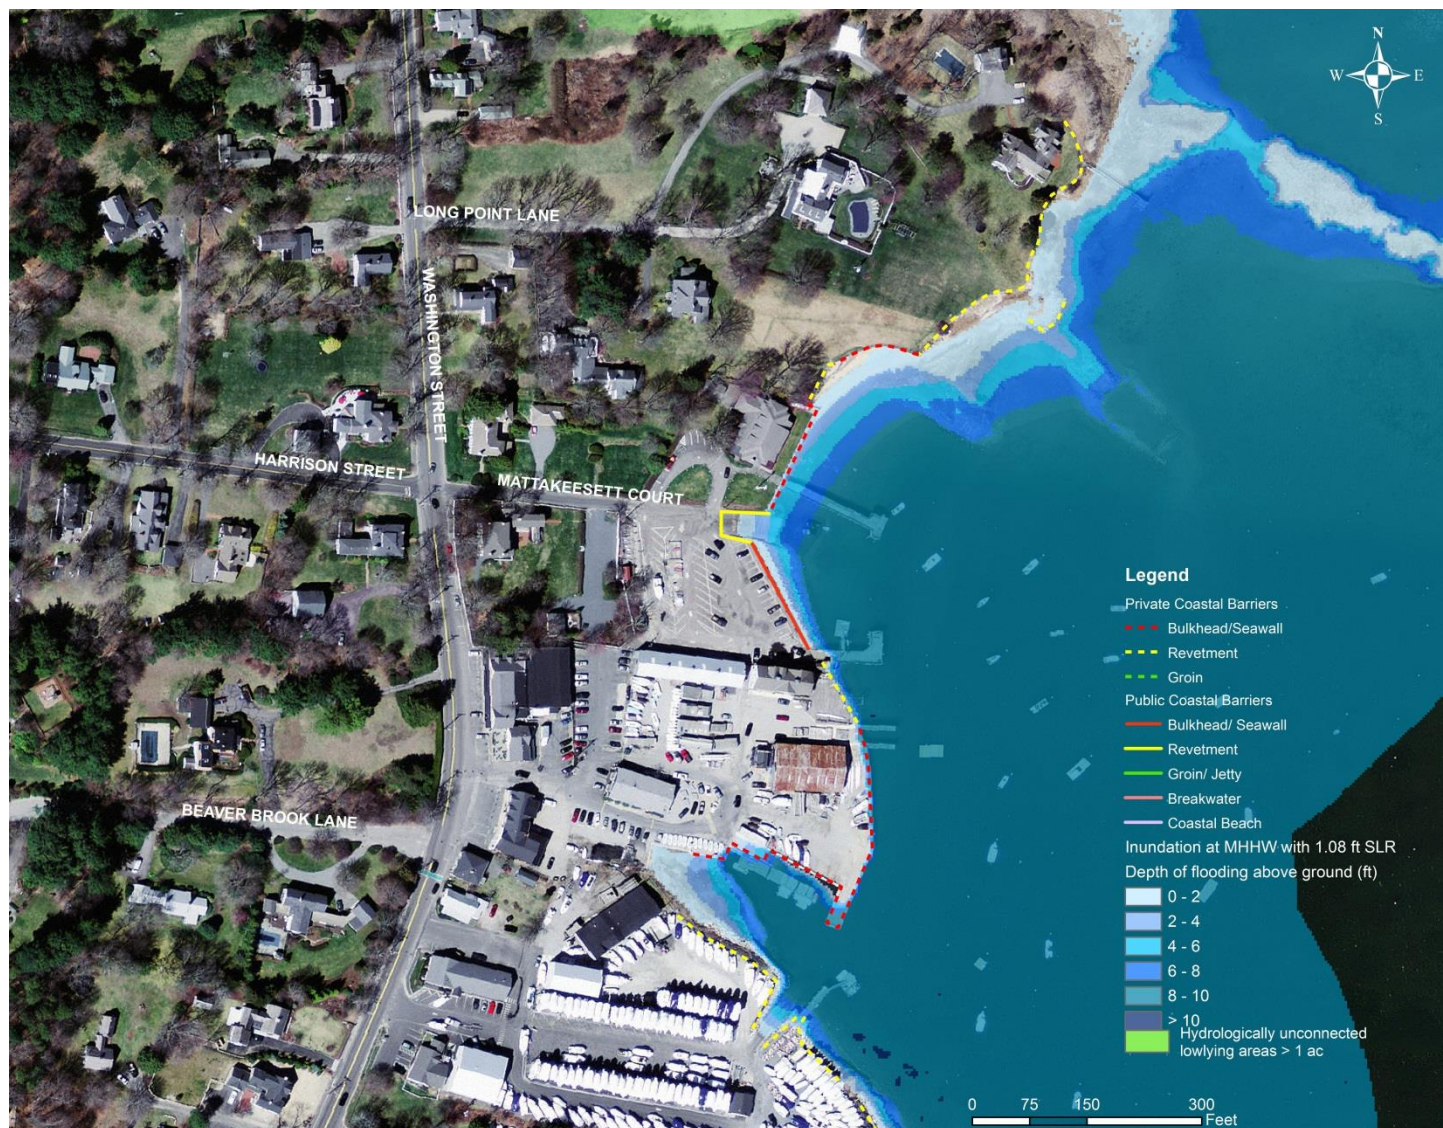 N
W E
S
LONG POINT LANE
WASHINGTON STREET
HARRISON STREET
MATTAKEESETT COURT
BEAVER BROOK LANE
Legend
Private Coastal Barriers
Bulkhead/Seawall
Revetment
Groin
Public Coastal Barriers
Bulkhead/ Seawall
Revetment
Groin/ Jetty
Breakwater
Coastal Beach
Inundation at MHHW with 1.08 ft SLR
Depth of flooding above ground (ft)
0 - 2
2 - 4
4 - 6
6 - 8
8 - 10
> 10
Hydrologically unconnected
lowlying areas > 1 ac
0 75 150 300
Feet